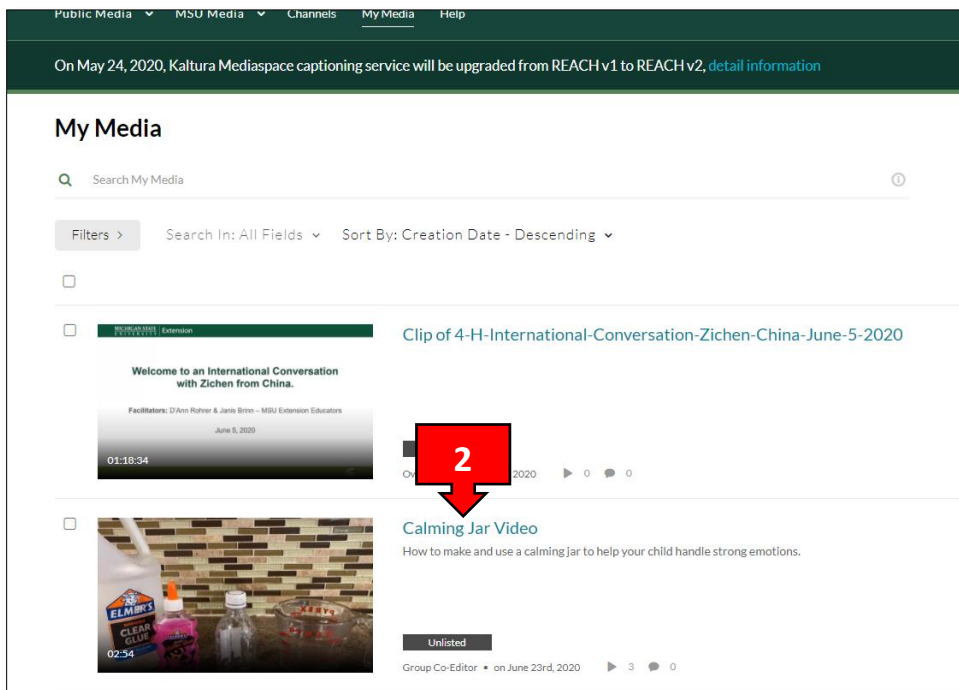 Public Media MSU Media Channels My Media Help
On May 24, 2020, Kaltura Mediaspace captioning service will be upgraded from REACH v1 to REACH v2, detail information
My Media
Search My Media
Filters > Search In: All Fields Sort By: Creation Date - Descending
MICHIGAN STATE UNIVERSITY Extension
Welcome to an International Conversation
with Zichen from China.
Facilitators: D'Ann Rohrer & Janis Brinn – MSU Extension Educators
June 5, 2020
01:18:34
Clip of 4-H-International-Conversation-Zichen-China-June-5-2020
2
2020 0 0
ELMER'S
CLEAR
GLUE
PYREX
02:54
Calming Jar Video
How to make and use a calming jar to help your child handle strong emotions.
Unlisted
Group Co-Editor • on June 23rd, 2020 3 0